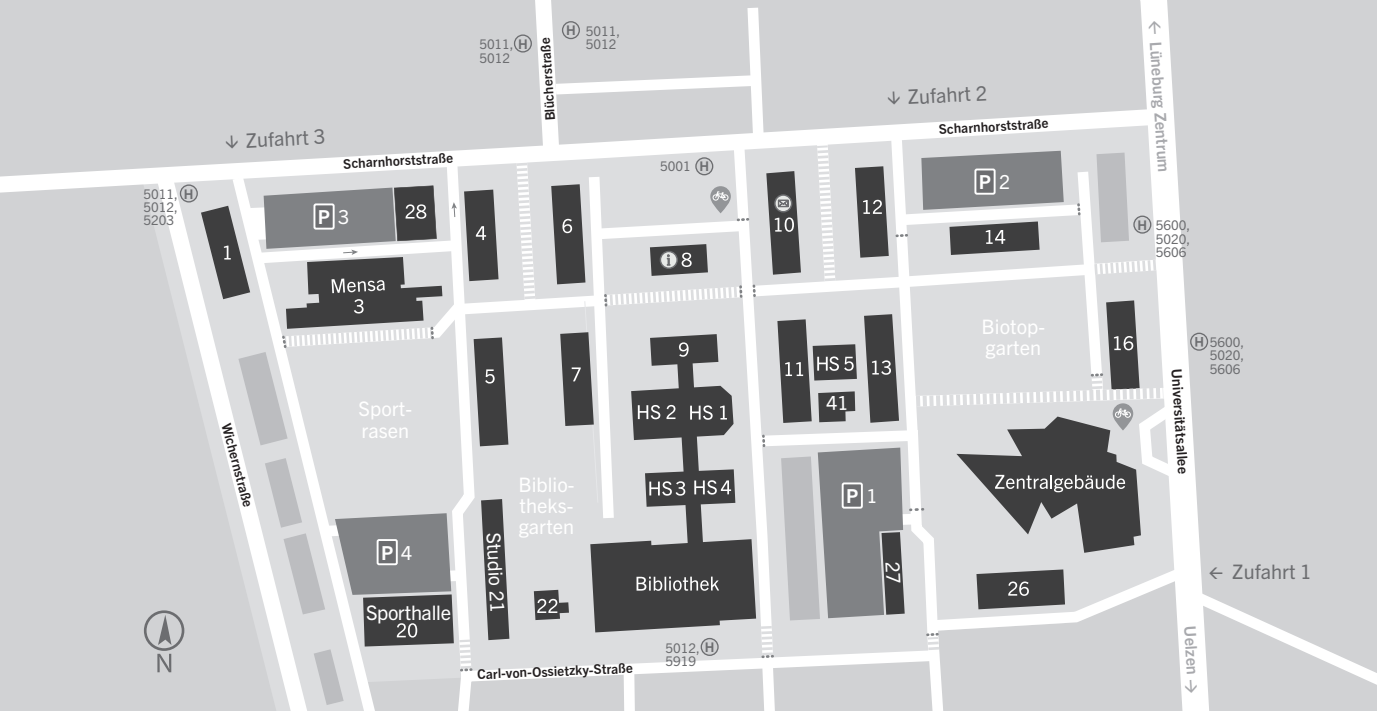 5011,
5012
H
H
5011,
5012
Blücherstraße
← Lüneburg Zentrum
↓ Zufahrt 2
Scharnhorststraße
↓ Zufahrt 3
Scharnhorststraße
5001 H
5011,
5012,
5203
H
P 3
28
→
→
1
4
6
10
12
P 2
14
i 8
H
5600,
5020,
5606
Mensa
3
5
7
9
11
HS 5
13
41
Biotop-
garten
16
H
5600,
5020,
5606
Sport-
rasen
HS 2
HS 1
Universitätsallee
Wichernstraße
Biblio-
theks-
garten
HS 3
HS 4
P 1
Zentralgebäude
P 4
Studio 21
Bibliothek
27
26
← Zufahrt 1
Sporthalle
20
22
N
5012,
5919
H
Carl-von-Ossietzky-Straße
Uelzen →